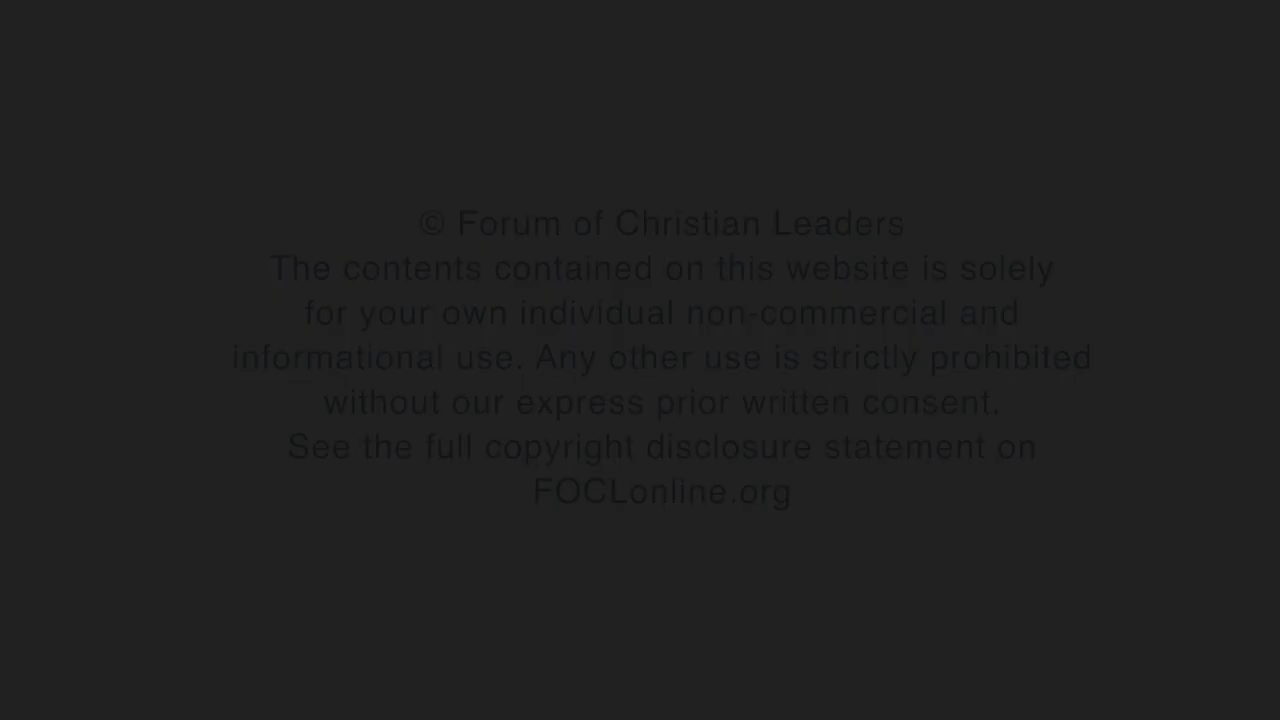 © Forum of Christian Leaders
The contents contained on this website is solely
for your own individual non-commercial and
informational use. Any other use is strictly prohibited
without our express prior written consent.
See the full copyright disclosure statement on
FOCLonline.org